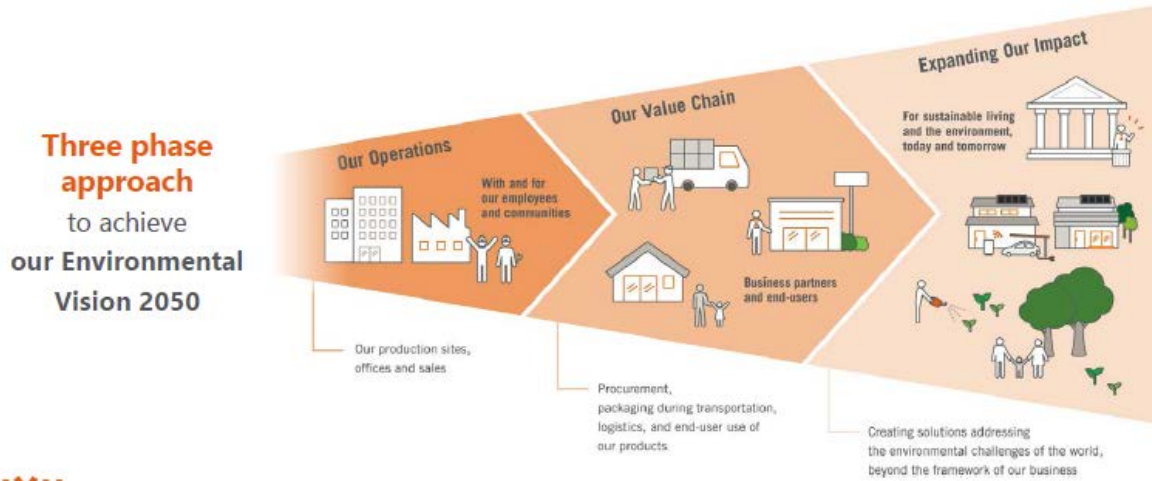 Three phase
approach
to achieve
our Environmental
Vision 2050
Our Operations
With and for
our employees
and communities
Our production sites,
offices and sales
Our Value Chain
Business partners
and end-users
Procurement,
packaging during transportation,
logistics, and end-user use of
our products
Expanding Our Impact
For sustainable living
and the environment,
today and tomorrow
Creating solutions addressing
the environmental challenges of the world,
beyond the framework of our business